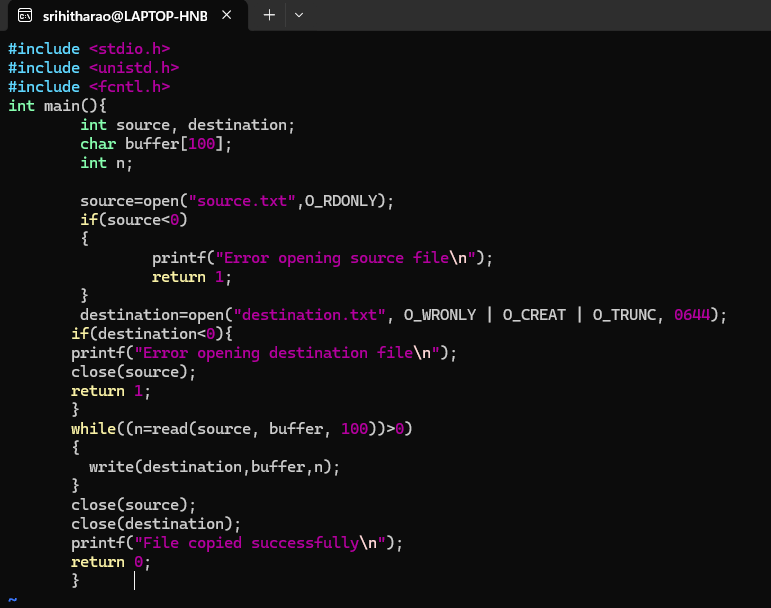 srihitharao@LAPTOP-HNB
#include <stdio.h>
#include <unistd.h>
#include <fcntl.h>
int main(){
        int source, destination;
        char buffer[100];
        int n;

        source=open("source.txt",O_RDONLY);
        if(source<0)
        {
                printf("Error opening source file\n");
                return 1;
        }
        destination=open("destination.txt", O_WRONLY | O_CREAT | O_TRUNC, 0644);
       if(destination<0){
       printf("Error opening destination file\n");
       close(source);
       return 1;
       }
       while((n=read(source, buffer, 100))>0)
       {
         write(destination,buffer,n);
       }
       close(source);
       close(destination);
       printf("File copied successfully\n");
       return 0;
       }
~